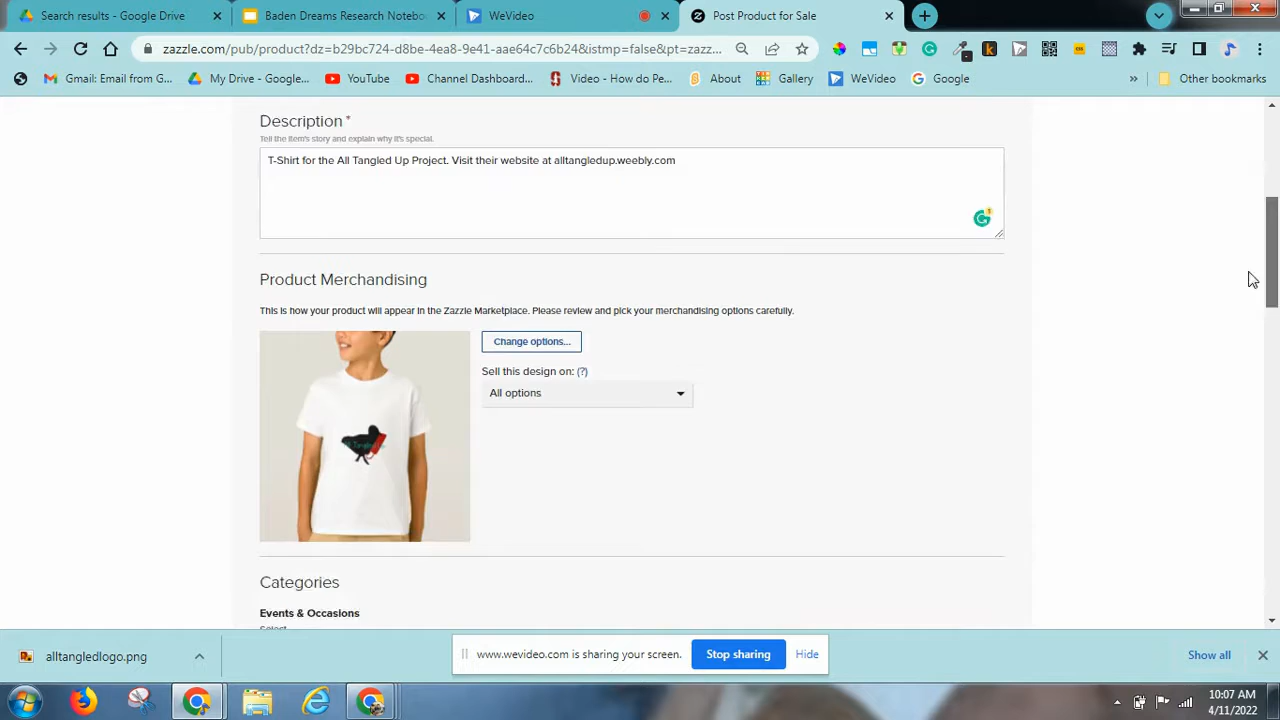 Search results - Google Drive
Baden Dreams Research Notebo
WeVideo
Post Product for Sale
zazzle.com/pub/product?dz=b29bc724-d8be-4ea8-9e41-aae64c7c6b24&istmp=false&pt=zazz...
Gmail: Email from G...
My Drive - Google...
YouTube
Channel Dashboard...
Video - How do Pe...
About
Gallery
WeVideo
Google
»
Other bookmarks
Description *
Tell the item's story and explain why it's special.
T-Shirt for the All Tangled Up Project. Visit their website at alltangledup.weebly.com
Product Merchandising
This is how your product will appear in the Zazzle Marketplace. Please review and pick your merchandising options carefully.
Change options...
Sell this design on: (?)
All options
Categories
Events & Occasions
Select
alltangledlogo.png
www.wevideo.com is sharing your screen.
Stop sharing
Hide
Show all
10:07 AM
4/11/2022